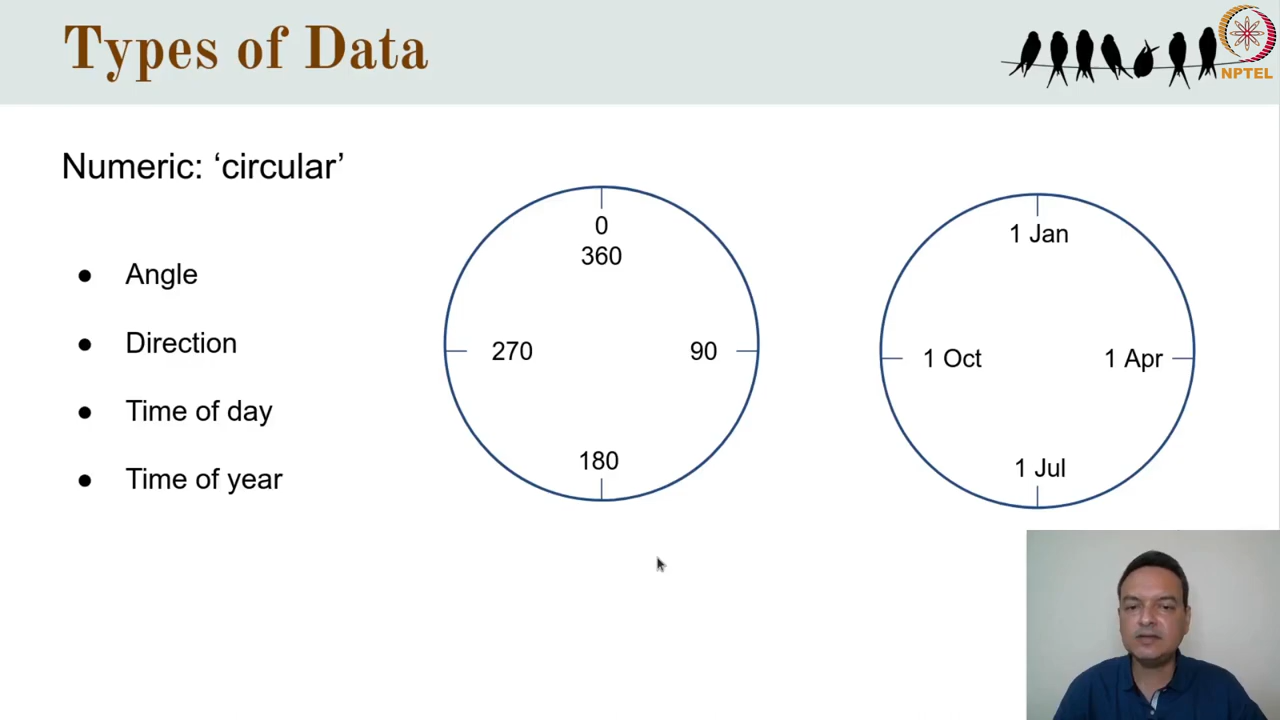 Types of Data
NPTEL
Numeric: ‘circular’
● Angle
● Direction
● Time of day
● Time of year
0
360
270
90
180
1 Jan
1 Oct
1 Apr
1 Jul